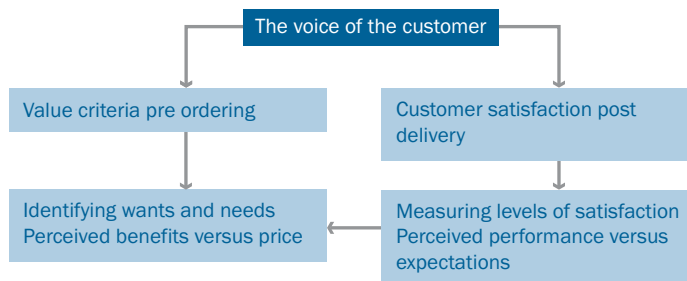 The voice of the customer
Value criteria pre ordering
Customer satisfaction post
delivery
Identifying wants and needs
Perceived benefits versus price
Measuring levels of satisfaction
Perceived performance versus
expectations